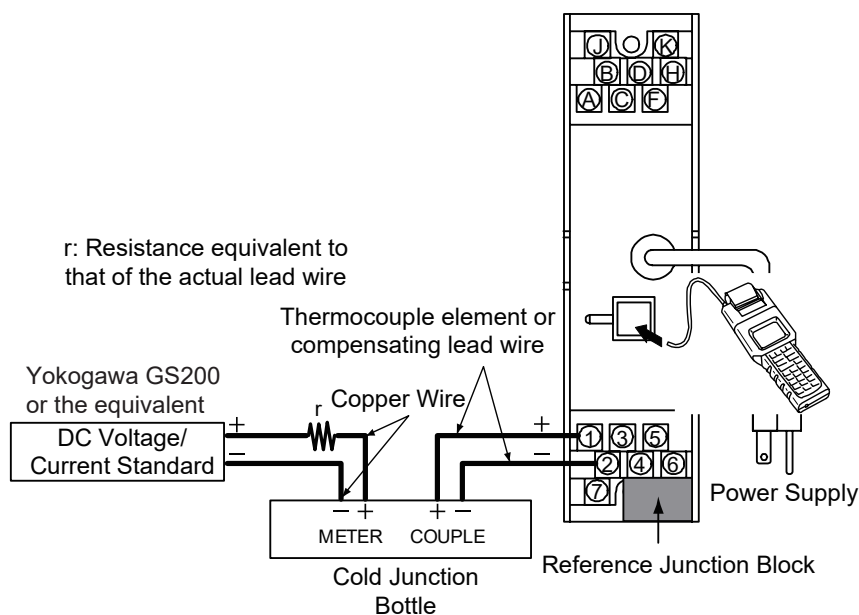 J K
B D H
A C F
r: Resistance equivalent to
that of the actual lead wire
Thermocouple element or
compensating lead wire
Yokogawa GS200
or the equivalent
+ r Copper Wire + 1 3 5
DC Voltage/
Current Standard
− − 2 4 6
7
Power Supply
− + + −
METER COUPLE
Reference Junction Block
Cold Junction
Bottle